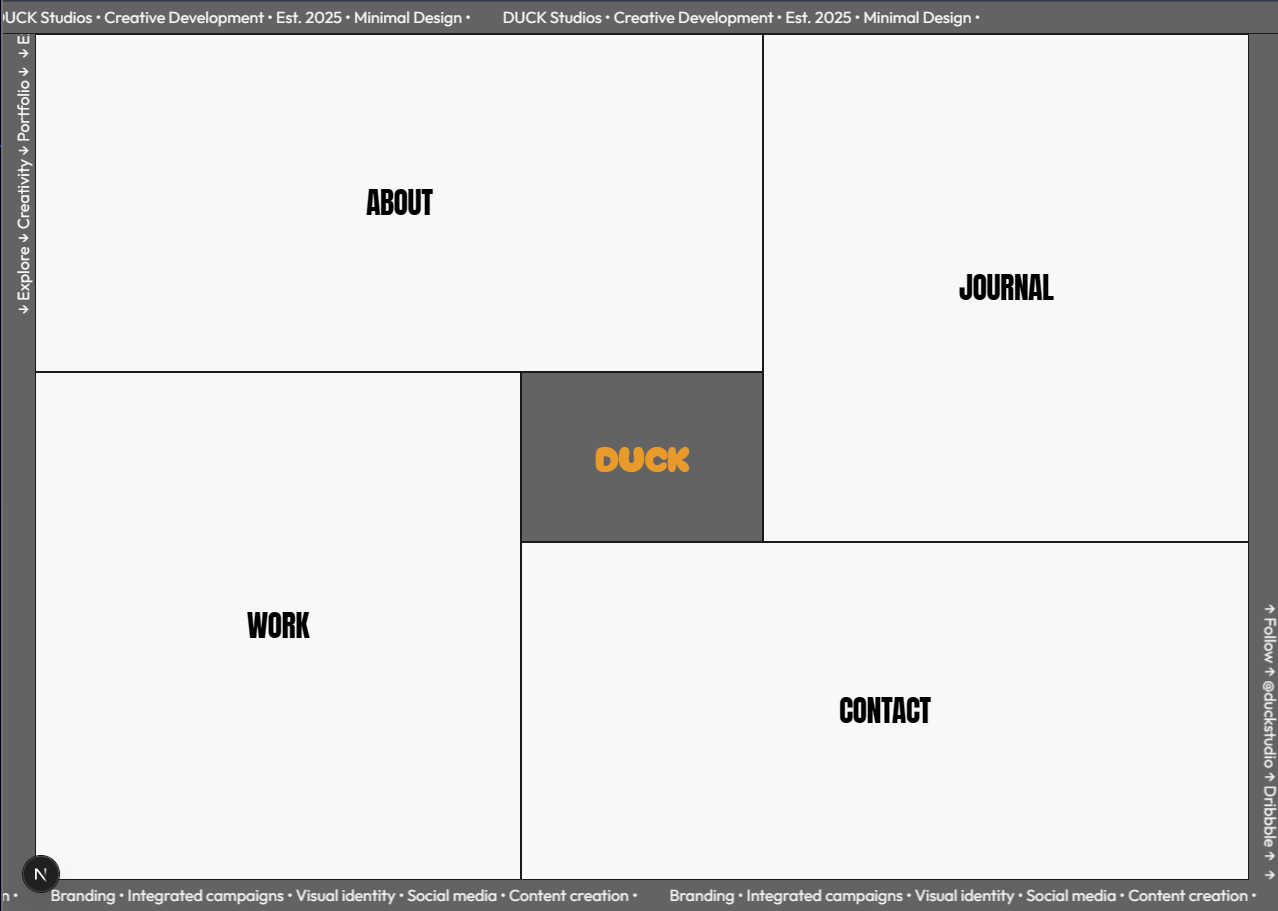 DUCK Studios • Creative Development • Est. 2025 • Minimal Design • DUCK Studios • Creative Development • Est. 2025 • Minimal Design •
↓ Explore ↓ Creativity ↓ Portfolio ↓ ↓
ABOUT
JOURNAL
DUCK
WORK
CONTACT
↑ Follow ↑ @duckstudio ↑ Dribbble ↑ ↑
N
• Branding • Integrated campaigns • Visual identity • Social media • Content creation • Branding • Integrated campaigns • Visual identity • Social media • Content creation •